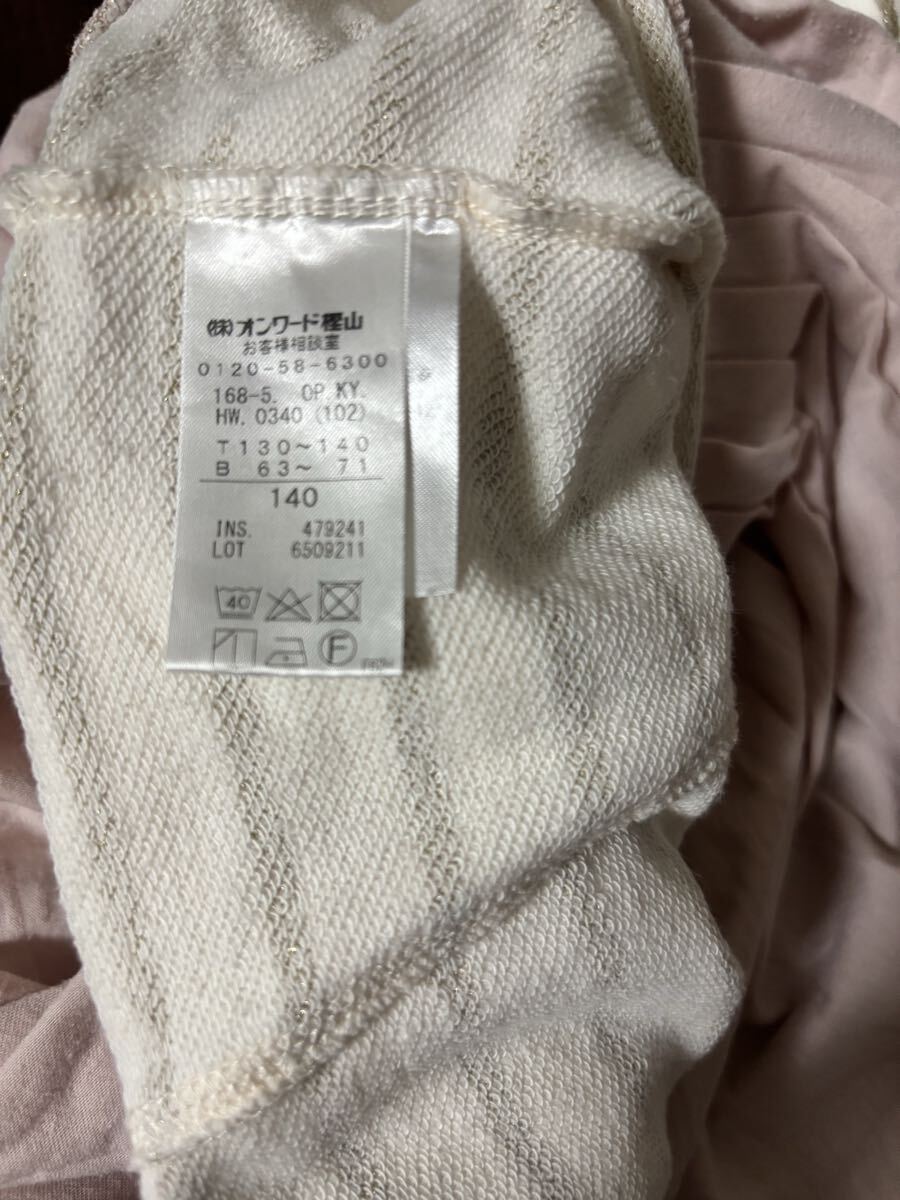 (株)オンワード樫山
お客様相談室
0120-58-6300
168-5. OP.KY.
HW. 0340 (102)
T 130〜140
B 63〜 71
140
INS. 479241
LOT 6509211
40
F